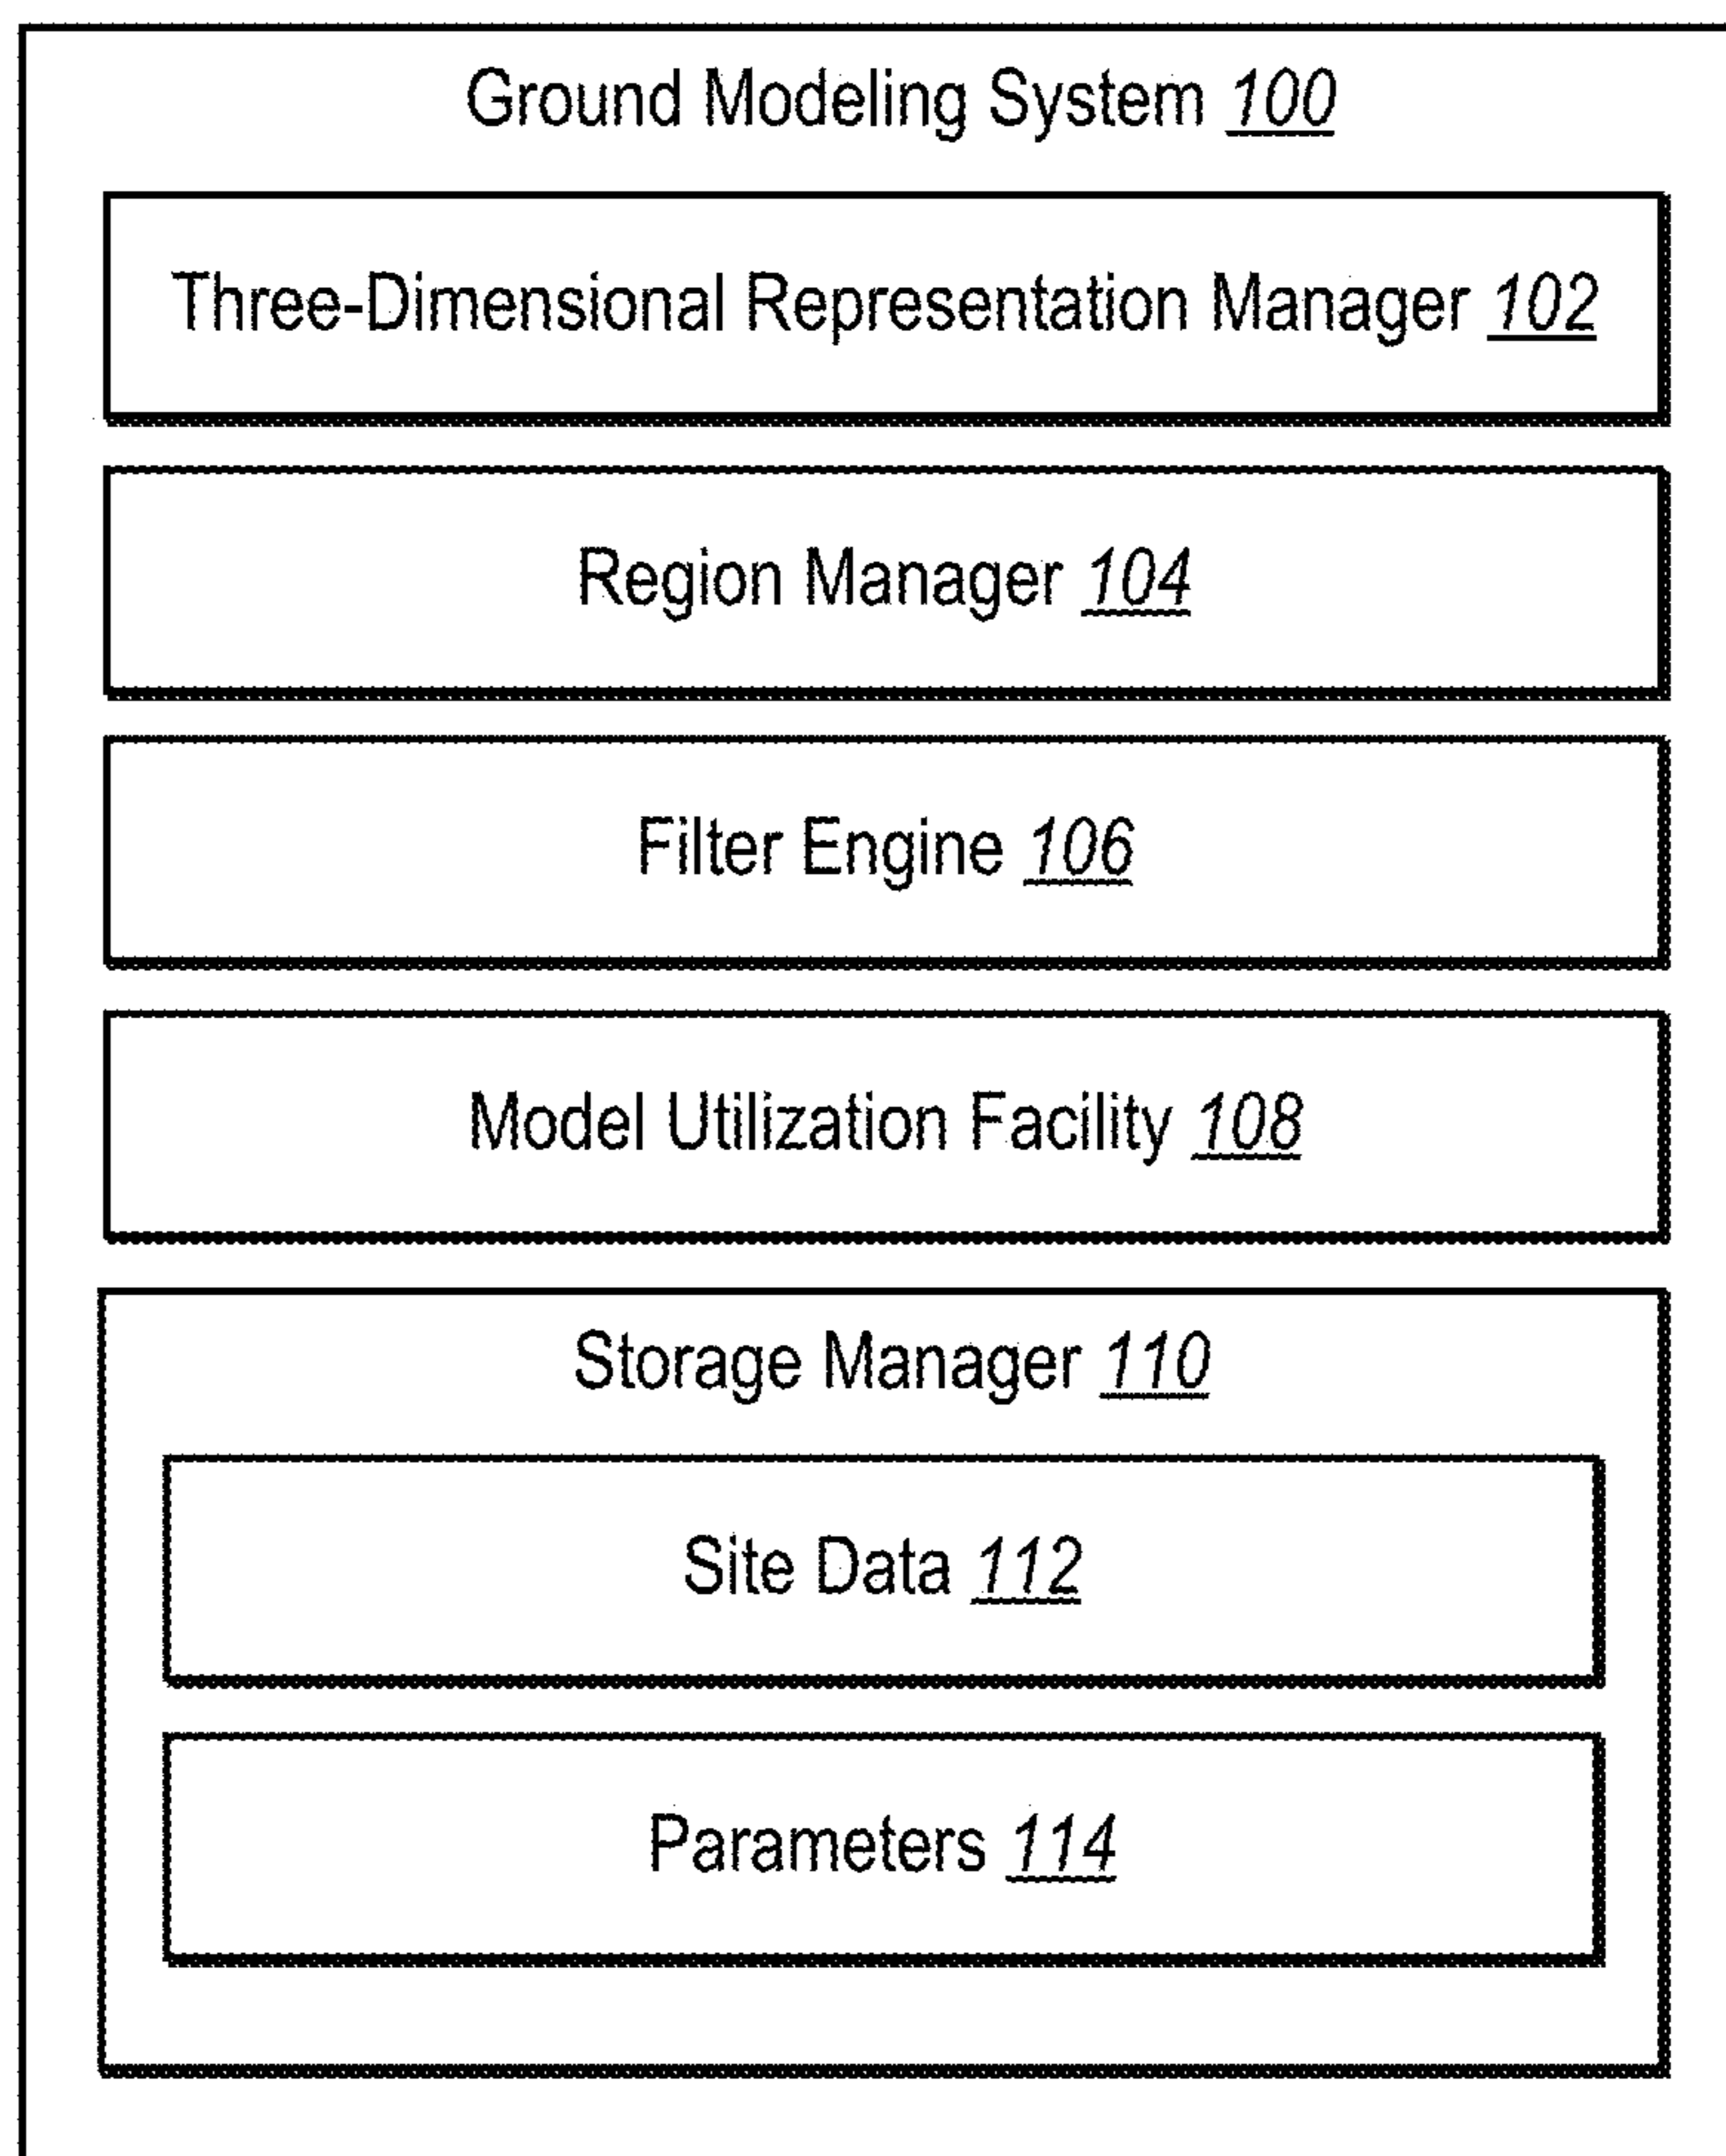 Ground Modeling System 100
Three-Dimensional Representation Manager 102
Region Manager 104
Filter Engine 106
Model Utilization Facility 108
Storage Manager 110
Site Data 112
Parameters 114